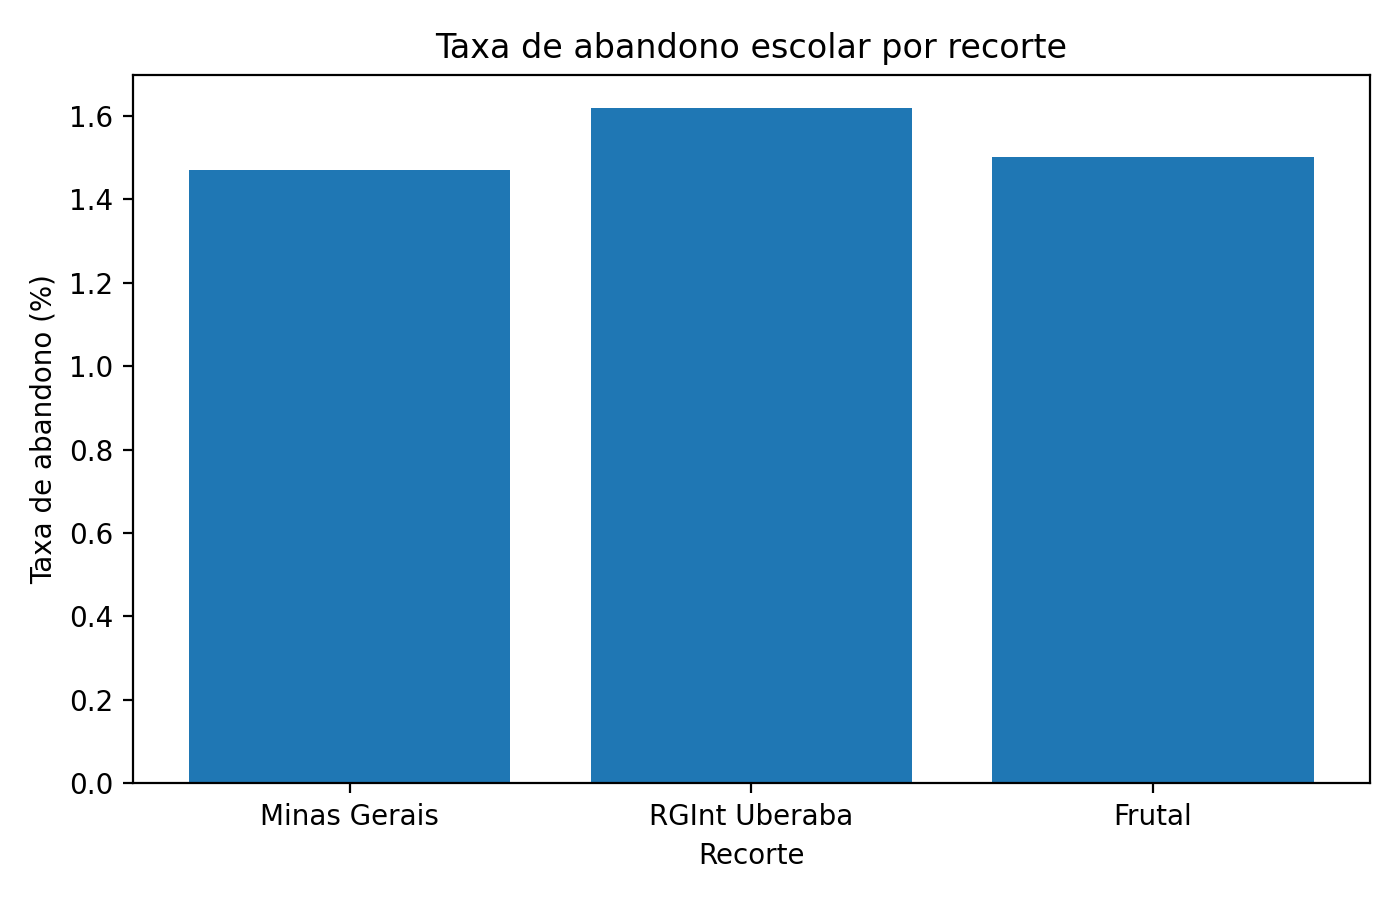 Taxa de abandono escolar por recorte
Taxa de abandono (%)
1.6
1.4
1.2
1.0
0.8
0.6
0.4
0.2
0.0
Minas Gerais
RGInt Uberaba
Frutal
Recorte